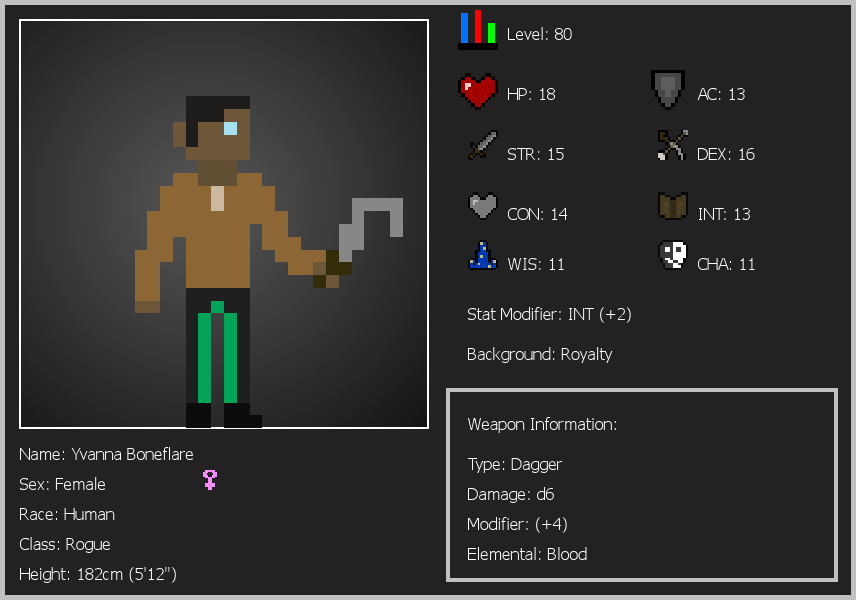 Level: 80
HP: 18
AC: 13
STR: 15
DEX: 16
CON: 14
INT: 13
WIS: 11
CHA: 11
Stat Modifier: INT (+2)
Background: Royalty
Weapon Information:
Type: Dagger
Damage: d6
Modifier: (+4)
Elemental: Blood
Name: Yvanna Boneflare
Sex: Female
Race: Human
Class: Rogue
Height: 182cm (5'12")